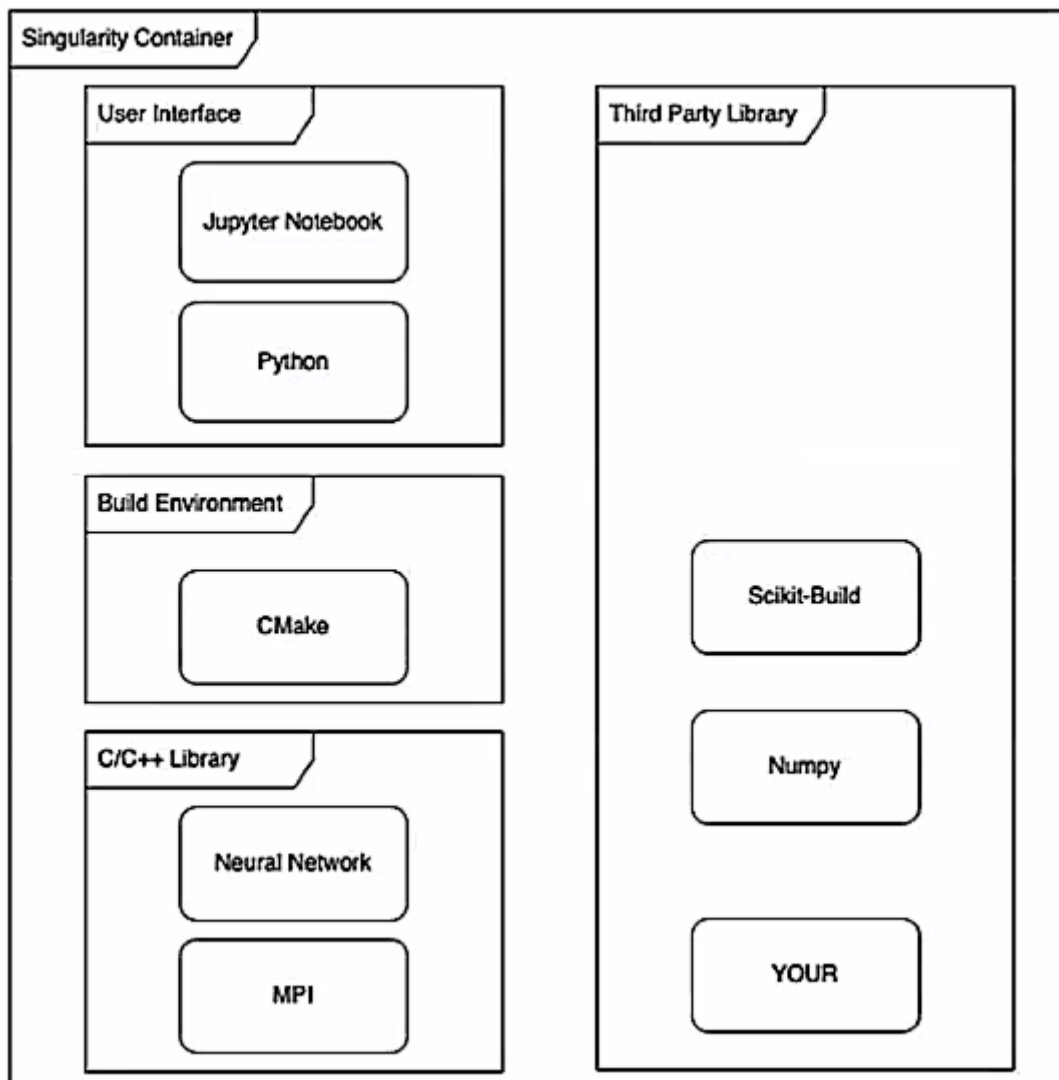 Singularity Container
User Interface
Jupyter Notebook
Python
Build Environment
CMake
C/C++ Library
Neural Network
MPI
Third Party Library
Scikit-Build
Numpy
YOUR